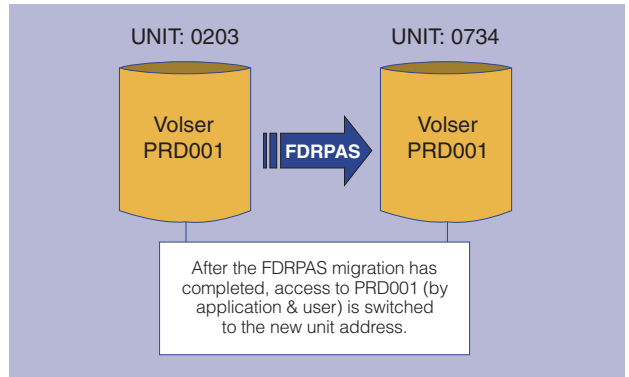 UNIT: 0203
UNIT: 0734
Volser
PRD001
FDRPAS
Volser
PRD001
After the FDRPAS migration has
completed, access to PRD001 (by
application & user) is switched
to the new unit address.